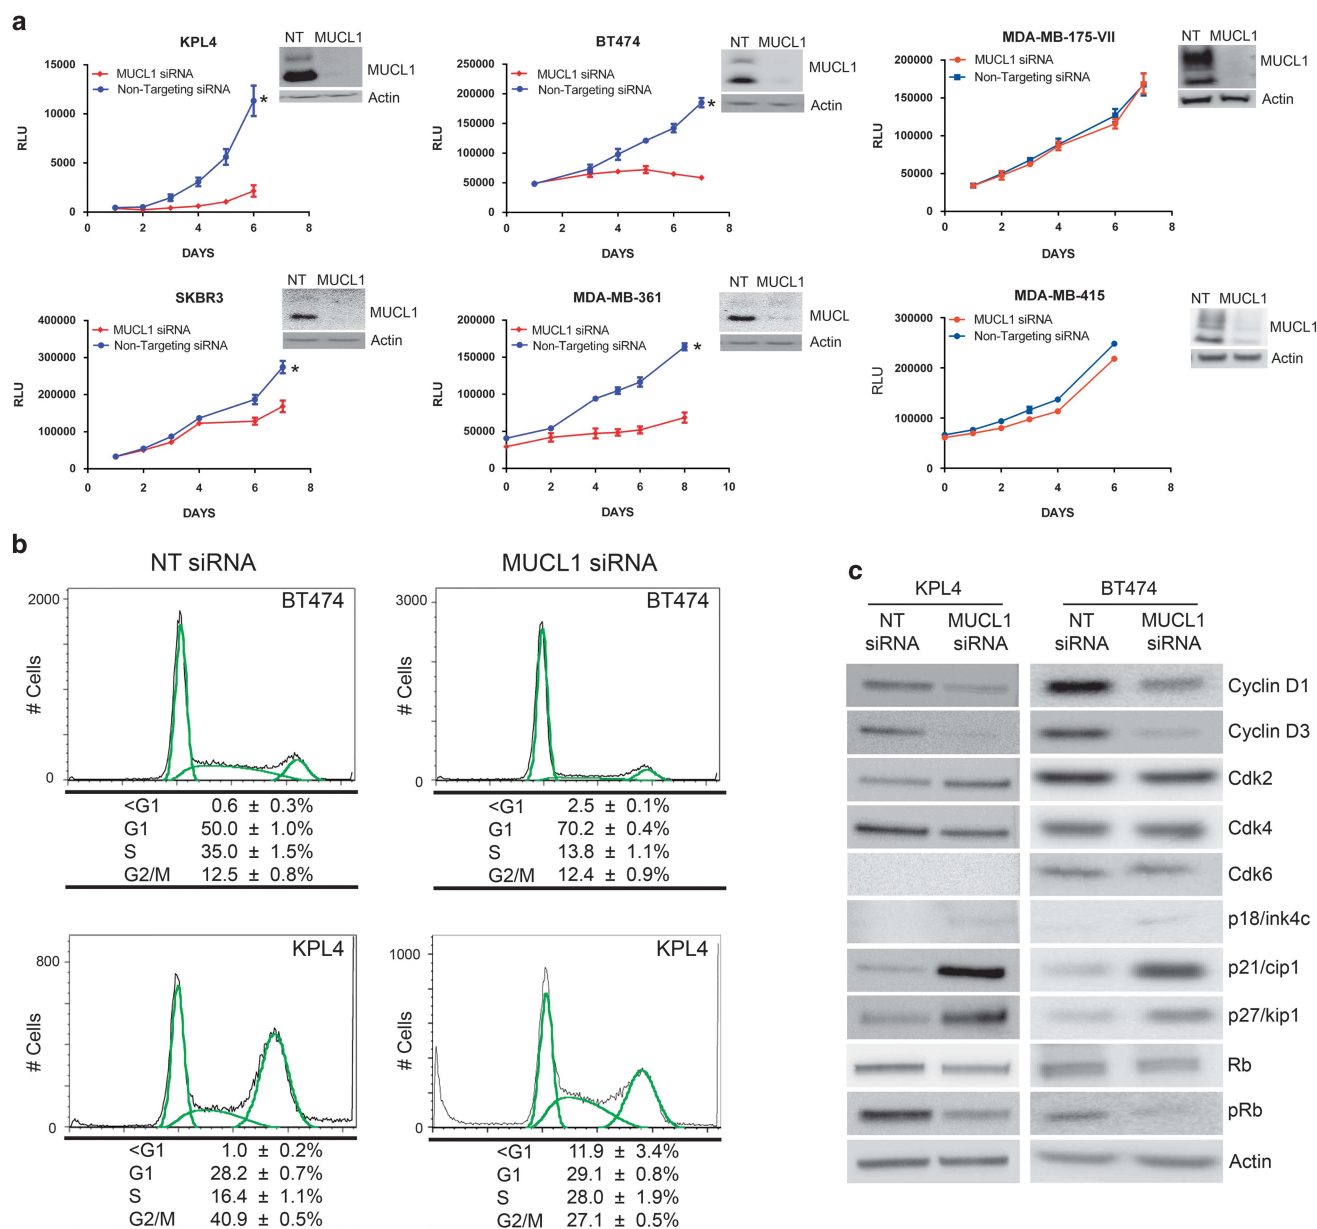 a
KPL4
NT MUCL1
MUCL1
Actin
MUCL1 siRNA
Non-Targeting siRNA
*
15000
10000
5000
0
RLU
0 2 4 6 8
DAYS
BT474
NT MUCL1
MUCL1
Actin
MUCL1 siRNA
Non-Targeting siRNA
*
250000
200000
150000
100000
50000
0
RLU
0 2 4 6 8
DAYS
MDA-MB-175-VII
NT MUCL1
MUCL1
Actin
MUCL1 siRNA
Non-Targeting siRNA
200000
150000
100000
50000
0
RLU
0 2 4 6 8
DAYS
SKBR3
NT MUCL1
MUCL1
Actin
MUCL1 siRNA
Non-Targeting siRNA
*
400000
300000
200000
100000
0
RLU
0 2 4 6 8
DAYS
MDA-MB-361
NT MUCL1
MUCL
Actin
MUCL1 siRNA
Non-Targeting siRNA
*
200000
150000
100000
50000
0
RLU
0 2 4 6 8 10
DAYS
MDA-MB-415
NT MUCL1
MUCL1
Actin
MUCL1 siRNA
Non-Targeting siRNA
300000
200000
100000
0
RLU
0 2 4 6 8
DAYS
b
NT siRNA
MUCL1 siRNA
BT474
2000
0
# Cells
<G1 0.6 ± 0.3%
G1 50.0 ± 1.0%
S 35.0 ± 1.5%
G2/M 12.5 ± 0.8%
BT474
3000
0
# Cells
<G1 2.5 ± 0.1%
G1 70.2 ± 0.4%
S 13.8 ± 1.1%
G2/M 12.4 ± 0.9%
KPL4
800
0
# Cells
<G1 1.0 ± 0.2%
G1 28.2 ± 0.7%
S 16.4 ± 1.1%
G2/M 40.9 ± 0.5%
KPL4
1000
0
# Cells
<G1 11.9 ± 3.4%
G1 29.1 ± 0.8%
S 28.0 ± 1.9%
G2/M 27.1 ± 0.5%
c
KPL4 BT474
NT MUCL1 NT MUCL1
siRNA siRNA siRNA siRNA
Cyclin D1
Cyclin D3
Cdk2
Cdk4
Cdk6
p18/ink4c
p21/cip1
p27/kip1
Rb
pRb
Actin